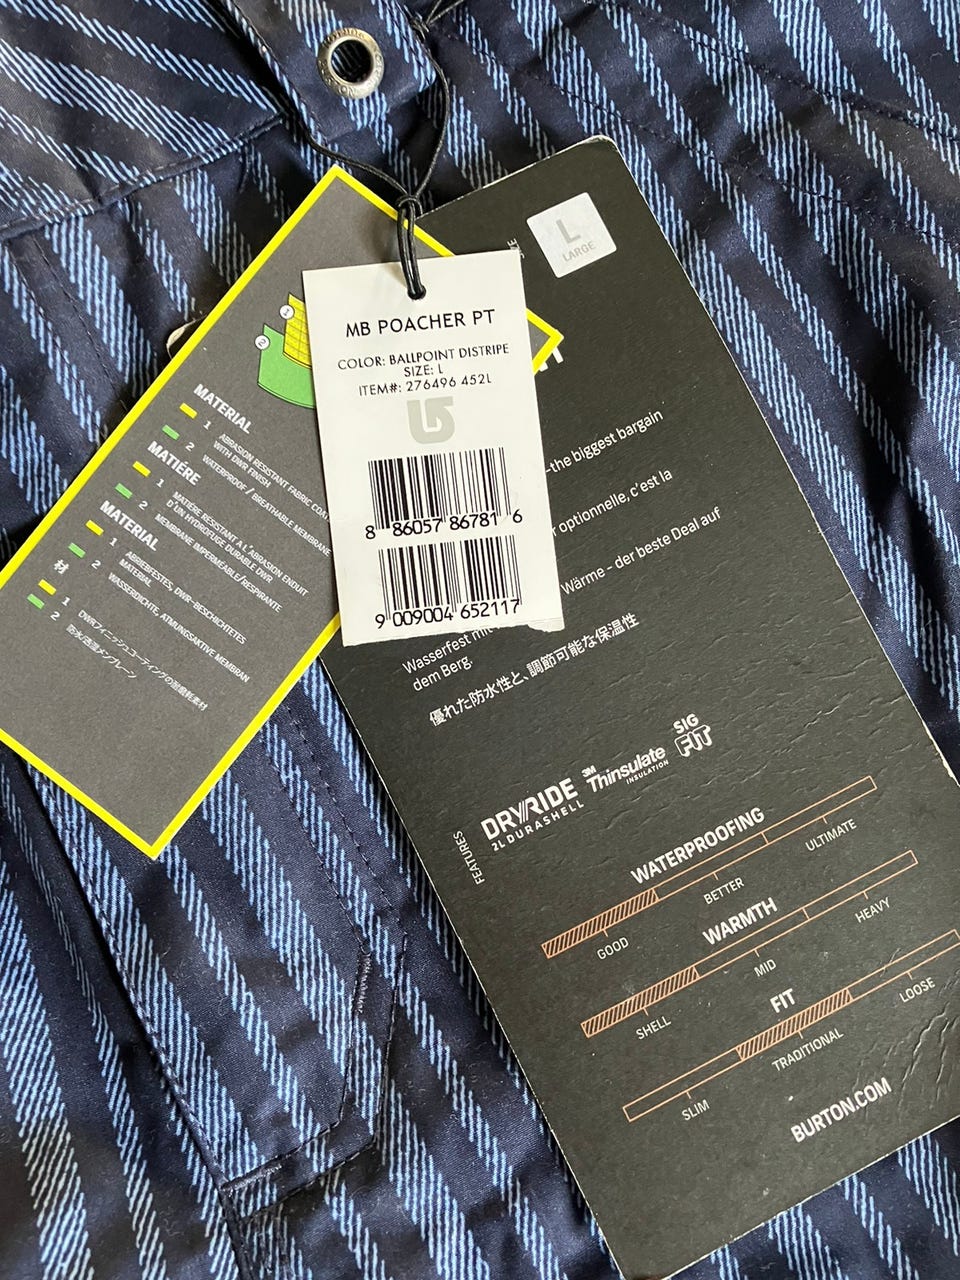 L
LARGE
SIZE
MB POACHER PT
COLOR: BALLPOINT DISTRIPE
SIZE: L
ITEM#: 276496 452L
8 86057 86781 6
9 009004 652117
1
2
MATERIAL
1 ABRASION RESISTANT FABRIC
WITH DWR FINISH
2 WATERPROOF / BREATHABLE MEMBRANE
MATIÈRE
1 MATIÈRE RESISTANT A L'ABRASION ENDUIT
D'UN HYDROFUGE DURABLE DWR
2 MEMBRANE IMPERMEABLE/RESPIRANTE
MATERIAL
1 ABRIEBFESTES, DWR-BESCHICHTETES
MATERIAL
2 WASSERDICHTE, ATMUNGSAKTIVE MEMBRAN
材
1 DWRフィニッシュコーティングの耐磨耗素材
2 防水/透湿メンブレーン
–the biggest bargain
optionnelle, c'est la
Wärme – der beste Deal auf
Wasserfest mit
dem Berg.
優れた防水性と、調節可能な保温性
FEATURES
DRYRIDE
2L DURASHELL
3M
Thinsulate
INSULATION
SIG
FIT
WATERPROOFING
GOOD BETTER ULTIMATE
WARMTH
SHELL MID HEAVY
FIT
SLIM TRADITIONAL LOOSE
BURTON.COM